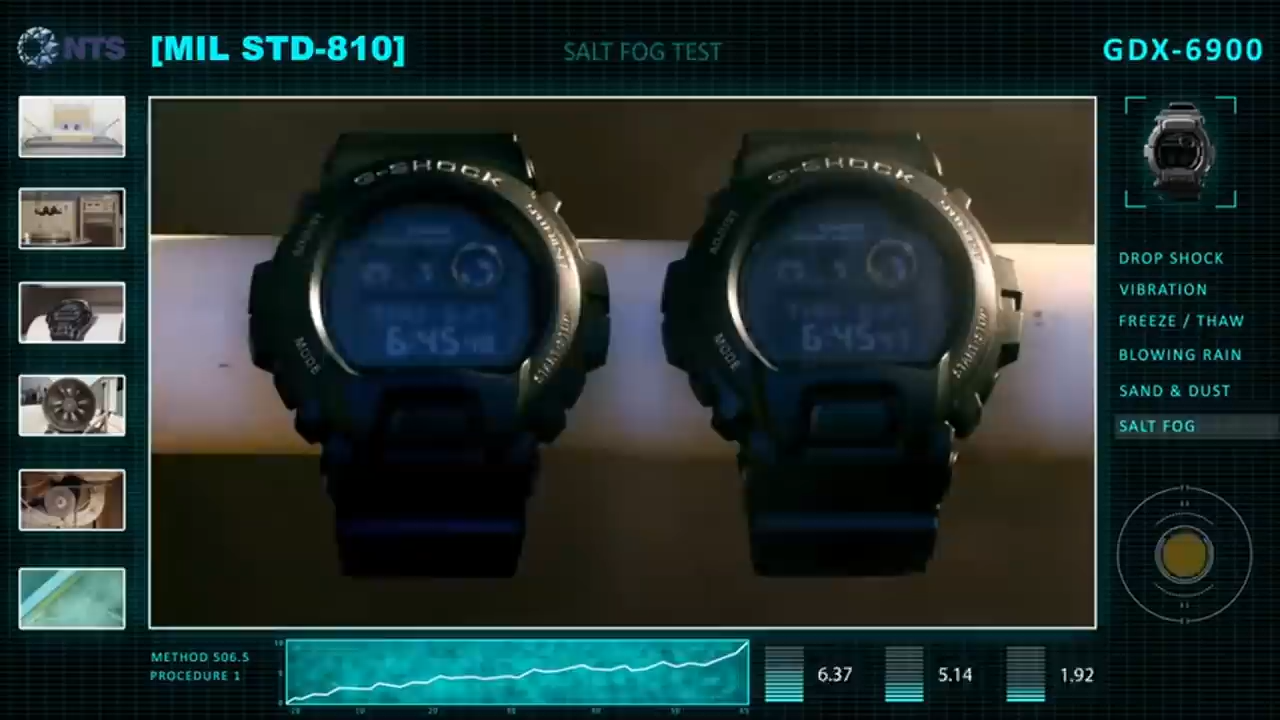 NTS
[MIL STD-810]
SALT FOG TEST
GDX-6900
G-SHOCK
ADJUST
MODE
START·STOP
6:45
G-SHOCK
ADJUST
MODE
START·STOP
6:45
DROP SHOCK
VIBRATION
FREEZE / THAW
BLOWING RAIN
SAND & DUST
SALT FOG
METHOD 506.5
PROCEDURE 1
6.37
5.14
1.92